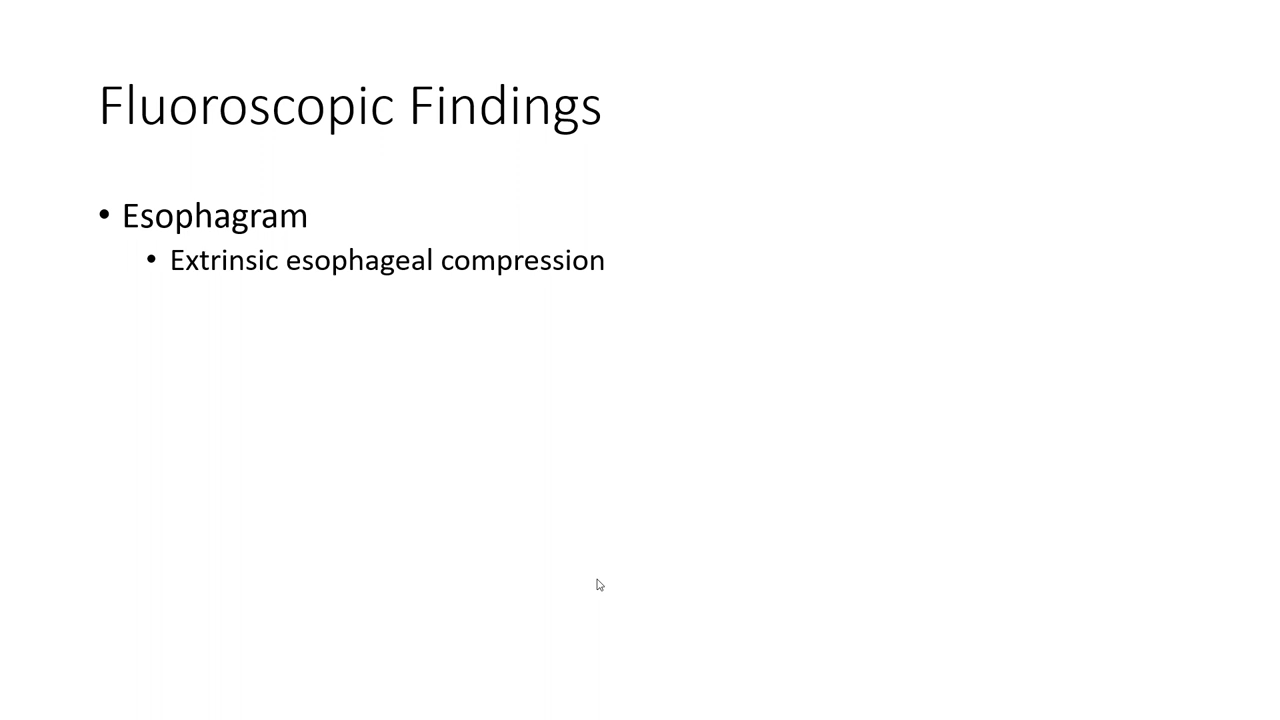 Fluoroscopic Findings
• Esophagram
• Extrinsic esophageal compression